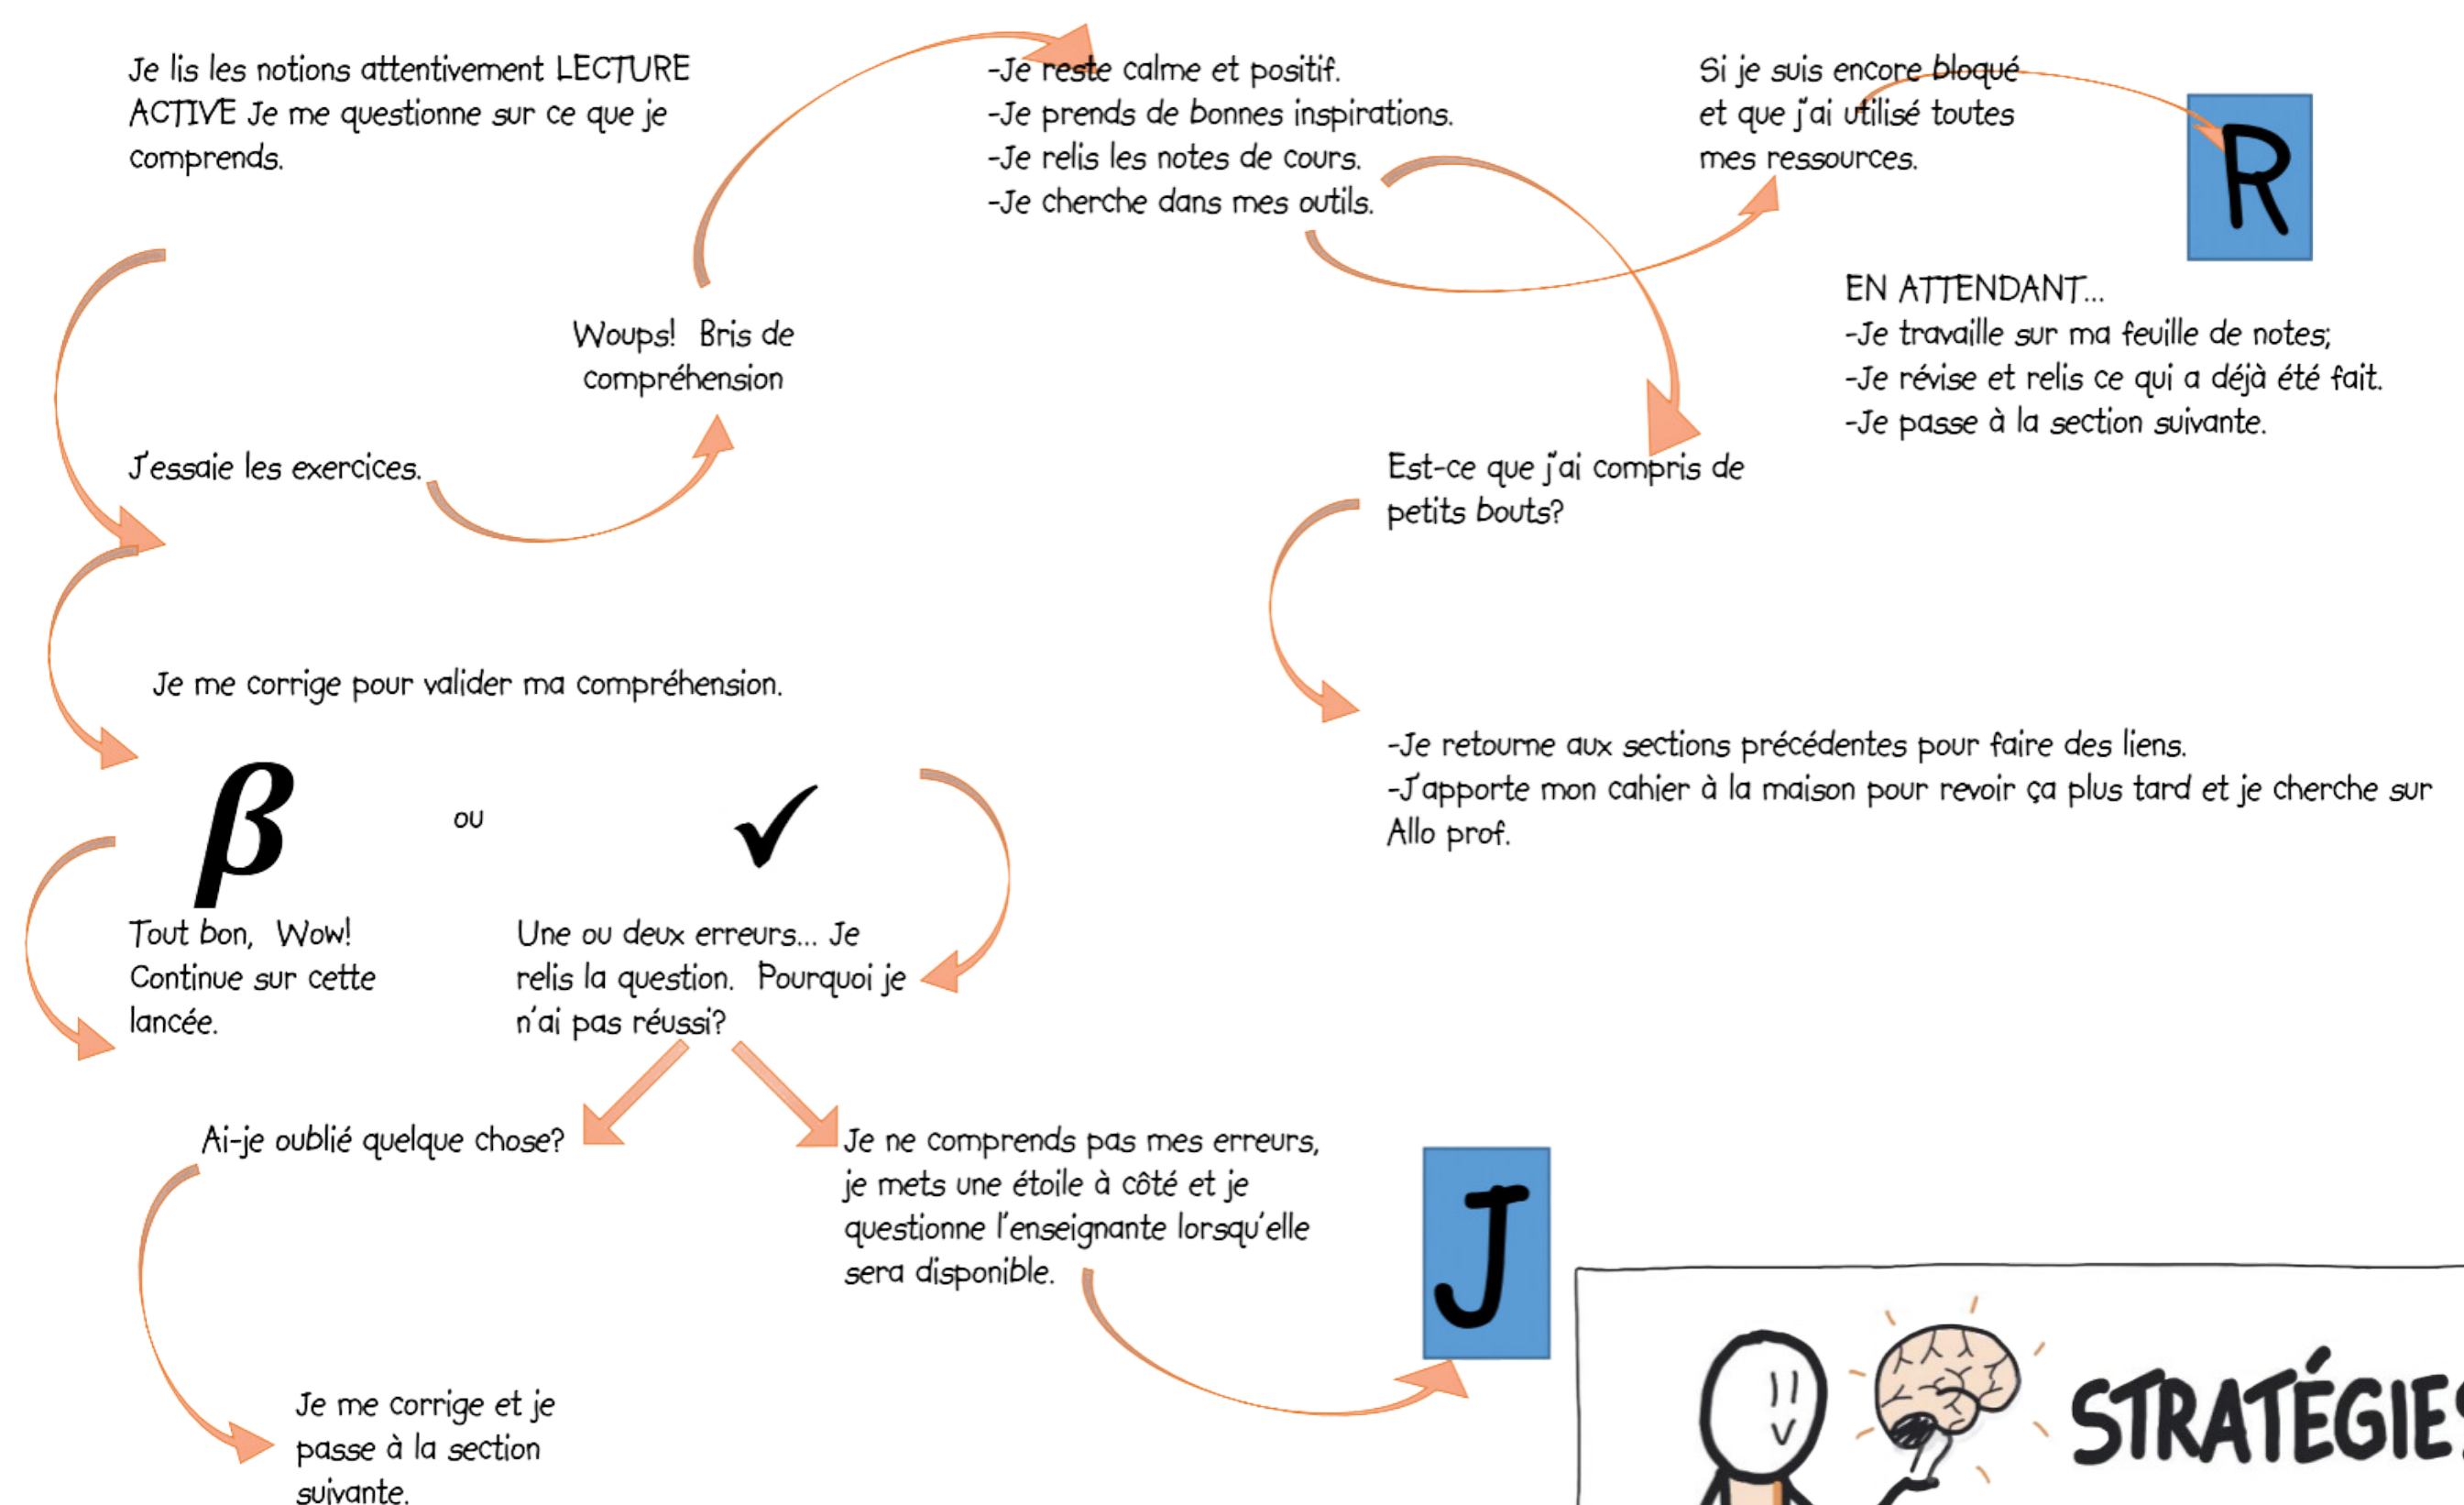 Je lis les notions attentivement LECTURE
ACTIVE Je me questionne sur ce que je
comprends.
J'essaie les exercices.
Woups!  Bris de
compréhension
-Je reste calme et positif.
-Je prends de bonnes inspirations.
-Je relis les notes de cours.
-Je cherche dans mes outils.
Si je suis encore bloqué
et que j'ai utilisé toutes
mes ressources.
R
EN ATTENDANT...
-Je travaille sur ma feuille de notes;
-Je révise et relis ce qui a déjà été fait.
-Je passe à la section suivante.
Est-ce que j'ai compris de
petits bouts?
-Je retourne aux sections précédentes pour faire des liens.
-J'apporte mon cahier à la maison pour revoir ça plus tard et je cherche sur
Allo prof.
Je me corrige pour valider ma compréhension.
β
ou
✓
Tout bon,  Wow!
Continue sur cette
lancée.
Une ou deux erreurs... Je
relis la question.  Pourquoi je
n'ai pas réussi?
Ai-je oublié quelque chose?
Je ne comprends pas mes erreurs,
je mets une étoile à côté et je
questionne l'enseignante lorsqu'elle
sera disponible.
J
Je me corrige et je
passe à la section
suivante.
STRATÉGIES